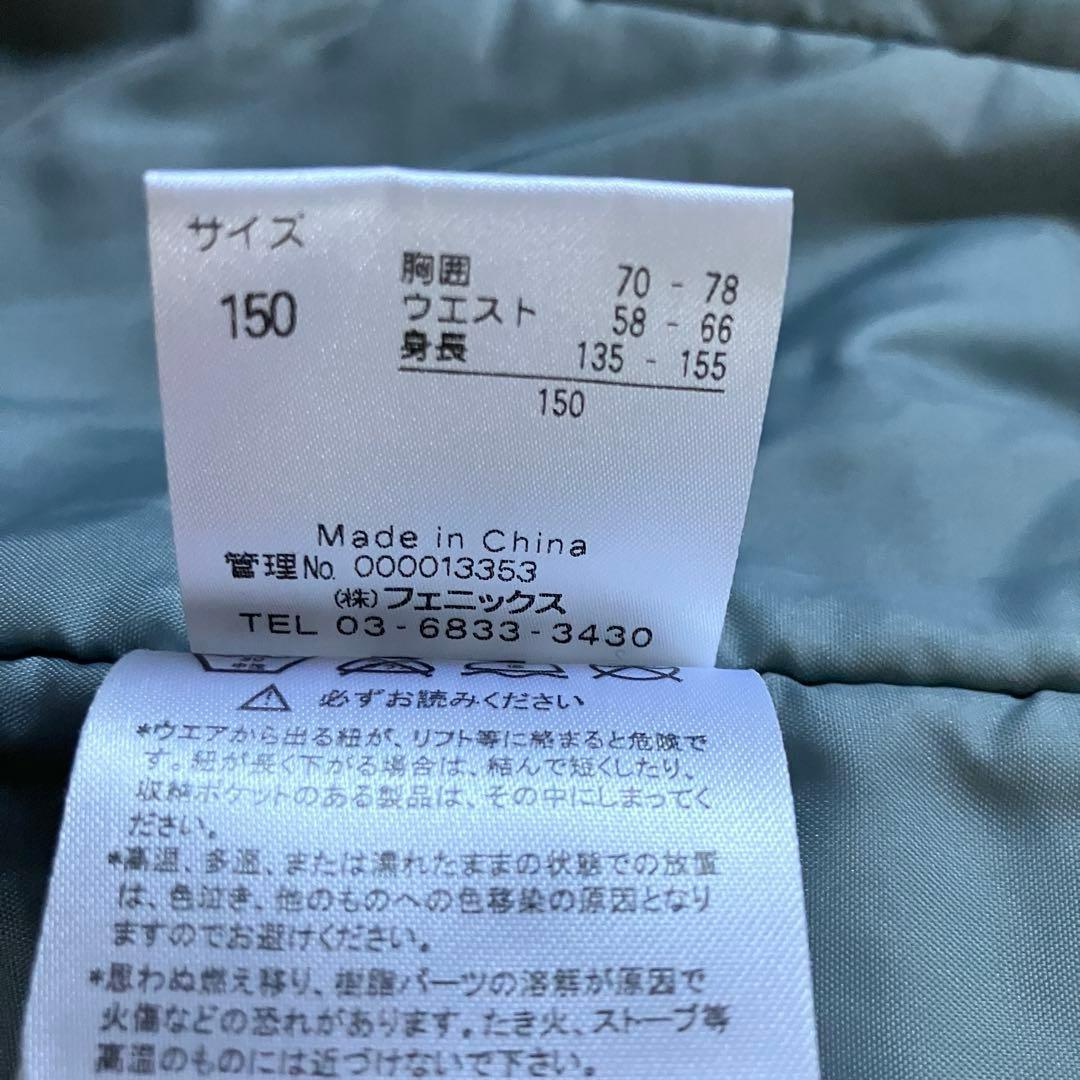 サイズ
150
胸囲 70 - 78
ウエスト 58 - 66
身長 135 - 155
150
Made in China
管理No. 000013353
(株)フェニックス
TEL 03-6833-3430
必ずお読みください
*ウエアから出る紐が、リフト等に絡まると危険で
す。紐が長く下がる場合は、結んで短くしたり、
収納ポケットのある製品は、その中にしまってく
ださい。
*高温、多湿、または濡れたままの状態での放置
は、色泣き、他のものへの色移染の原因となり
ますのでお避けください。
*思わぬ燃え移り、樹脂パーツの溶解が原因で
火傷などの恐れがあります。たき火、ストーブ等
高温のものには近づけないで下さい。